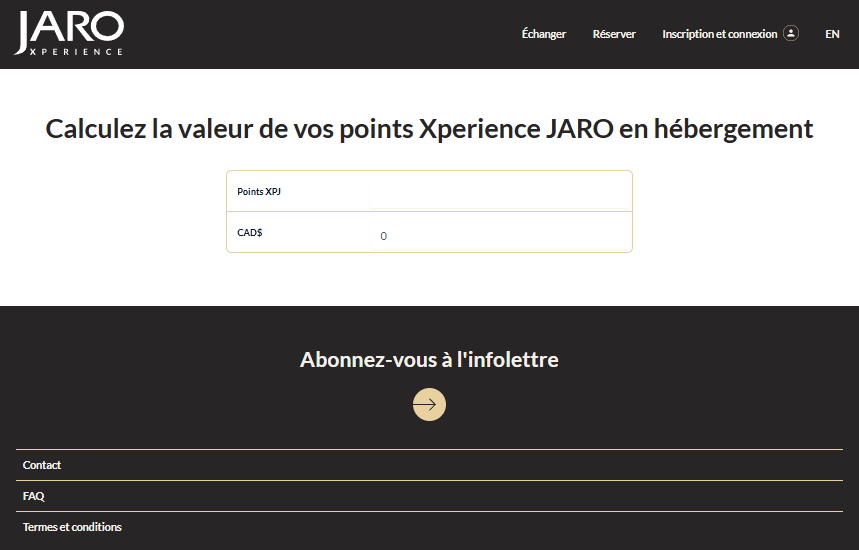 JARO
XPERIENCE
Échanger
Réserver
Inscription et connexion
EN
Calculez la valeur de vos points Xperience JARO en hébergement
Points XPJ
CAD$
0
Abonnez-vous à l'infolettre
Contact
FAQ
Termes et conditions